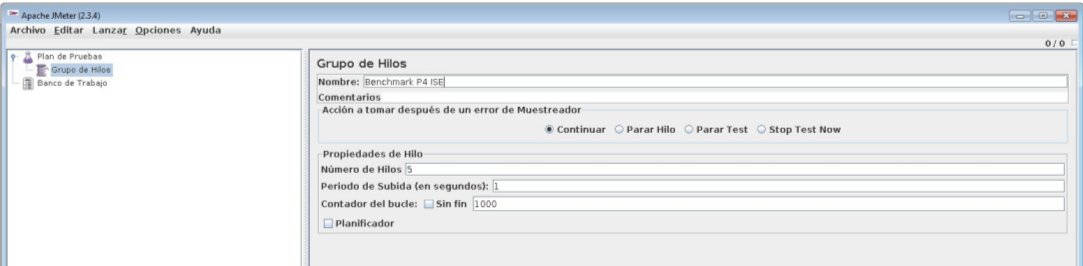 Apache JMeter (2.3.4)
Archivo Editar Lanzar Opciones Ayuda
0 / 0
Plan de Pruebas
Grupo de Hilos
Banco de Trabajo
Grupo de Hilos
Nombre: Benchmark P4 ISE
Comentarios
Acción a tomar después de un error de Muestreador
Continuar Parar Hilo Parar Test Stop Test Now
Propiedades de Hilo
Número de Hilos 5
Periodo de Subida (en segundos): 1
Contador del bucle: Sin fin 1000
Planificador